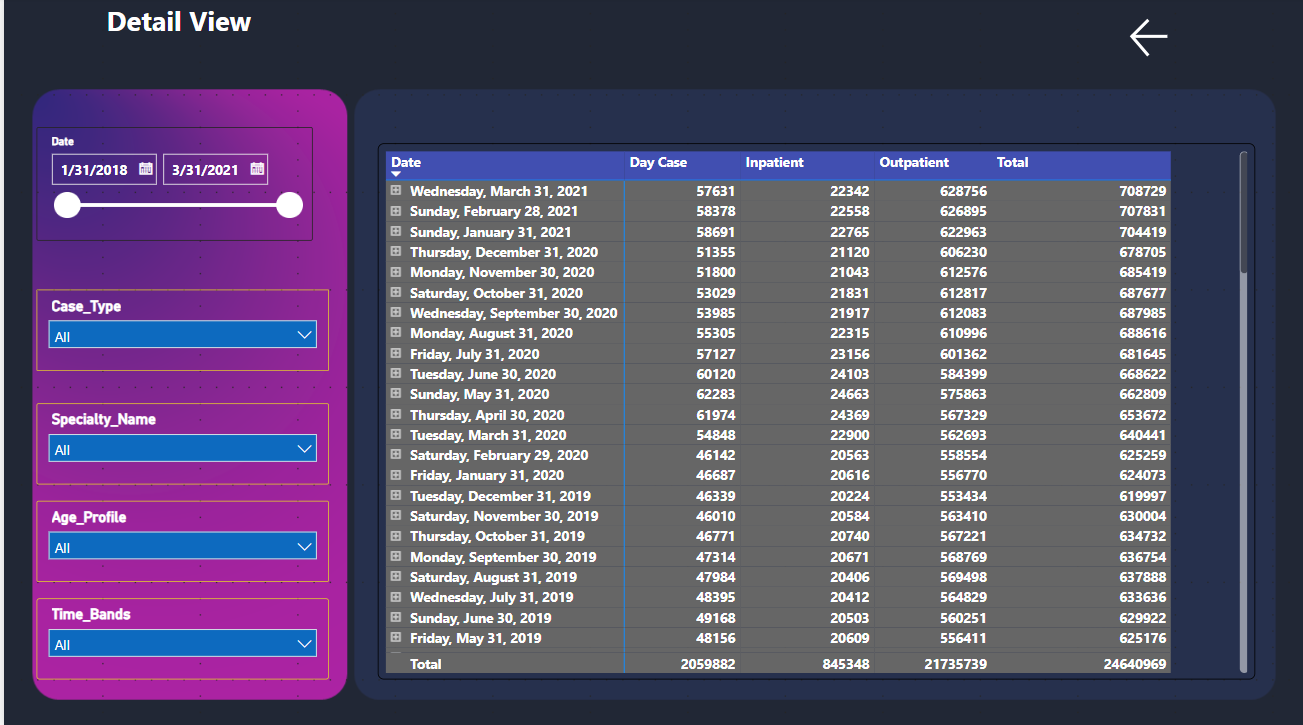 Detail View
Date
1/31/2018 3/31/2021
Case_Type
All
Specialty_Name
All
Age_Profile
All
Time_Bands
All
Date Day Case Inpatient Outpatient Total
Wednesday, March 31, 2021 57631 22342 628756 708729
Sunday, February 28, 2021 58378 22558 626895 707831
Sunday, January 31, 2021 58691 22765 622963 704419
Thursday, December 31, 2020 51355 21120 606230 678705
Monday, November 30, 2020 51800 21043 612576 685419
Saturday, October 31, 2020 53029 21831 612817 687677
Wednesday, September 30, 2020 53985 21917 612083 687985
Monday, August 31, 2020 55305 22315 610996 688616
Friday, July 31, 2020 57127 23156 601362 681645
Tuesday, June 30, 2020 60120 24103 584399 668622
Sunday, May 31, 2020 62283 24663 575863 662809
Thursday, April 30, 2020 61974 24369 567329 653672
Tuesday, March 31, 2020 54848 22900 562693 640441
Saturday, February 29, 2020 46142 20563 558554 625259
Friday, January 31, 2020 46687 20616 556770 624073
Tuesday, December 31, 2019 46339 20224 553434 619997
Saturday, November 30, 2019 46010 20584 563410 630004
Thursday, October 31, 2019 46771 20740 567221 634732
Monday, September 30, 2019 47314 20671 568769 636754
Saturday, August 31, 2019 47984 20406 569498 637888
Wednesday, July 31, 2019 48395 20412 564829 633636
Sunday, June 30, 2019 49168 20503 560251 629922
Friday, May 31, 2019 48156 20609 556411 625176
Total 2059882 845348 21735739 24640969